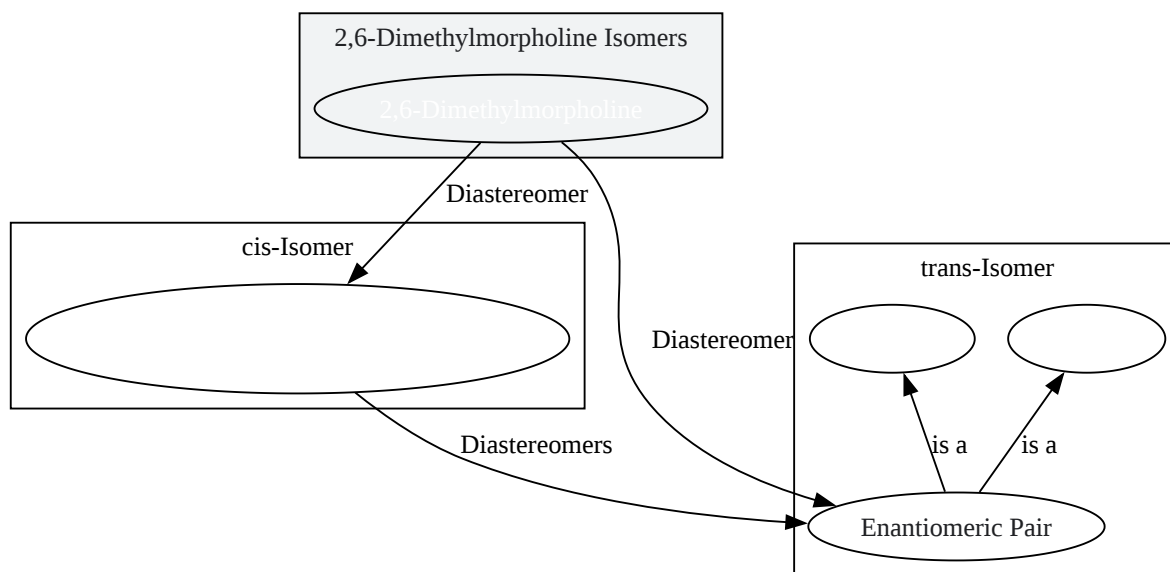 2,6-Dimethylmorpholine Isomers
2,6-Dimethylmorpholine
Diastereomer
cis-Isomer
trans-Isomer
Diastereomer
Diastereomers
is a
is a
Enantiomeric Pair